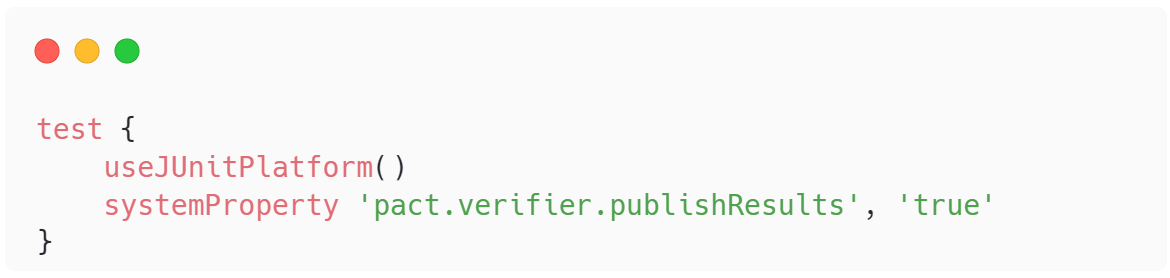 test {
    useJUnitPlatform()
    systemProperty 'pact.verifier.publishResults', 'true'
}